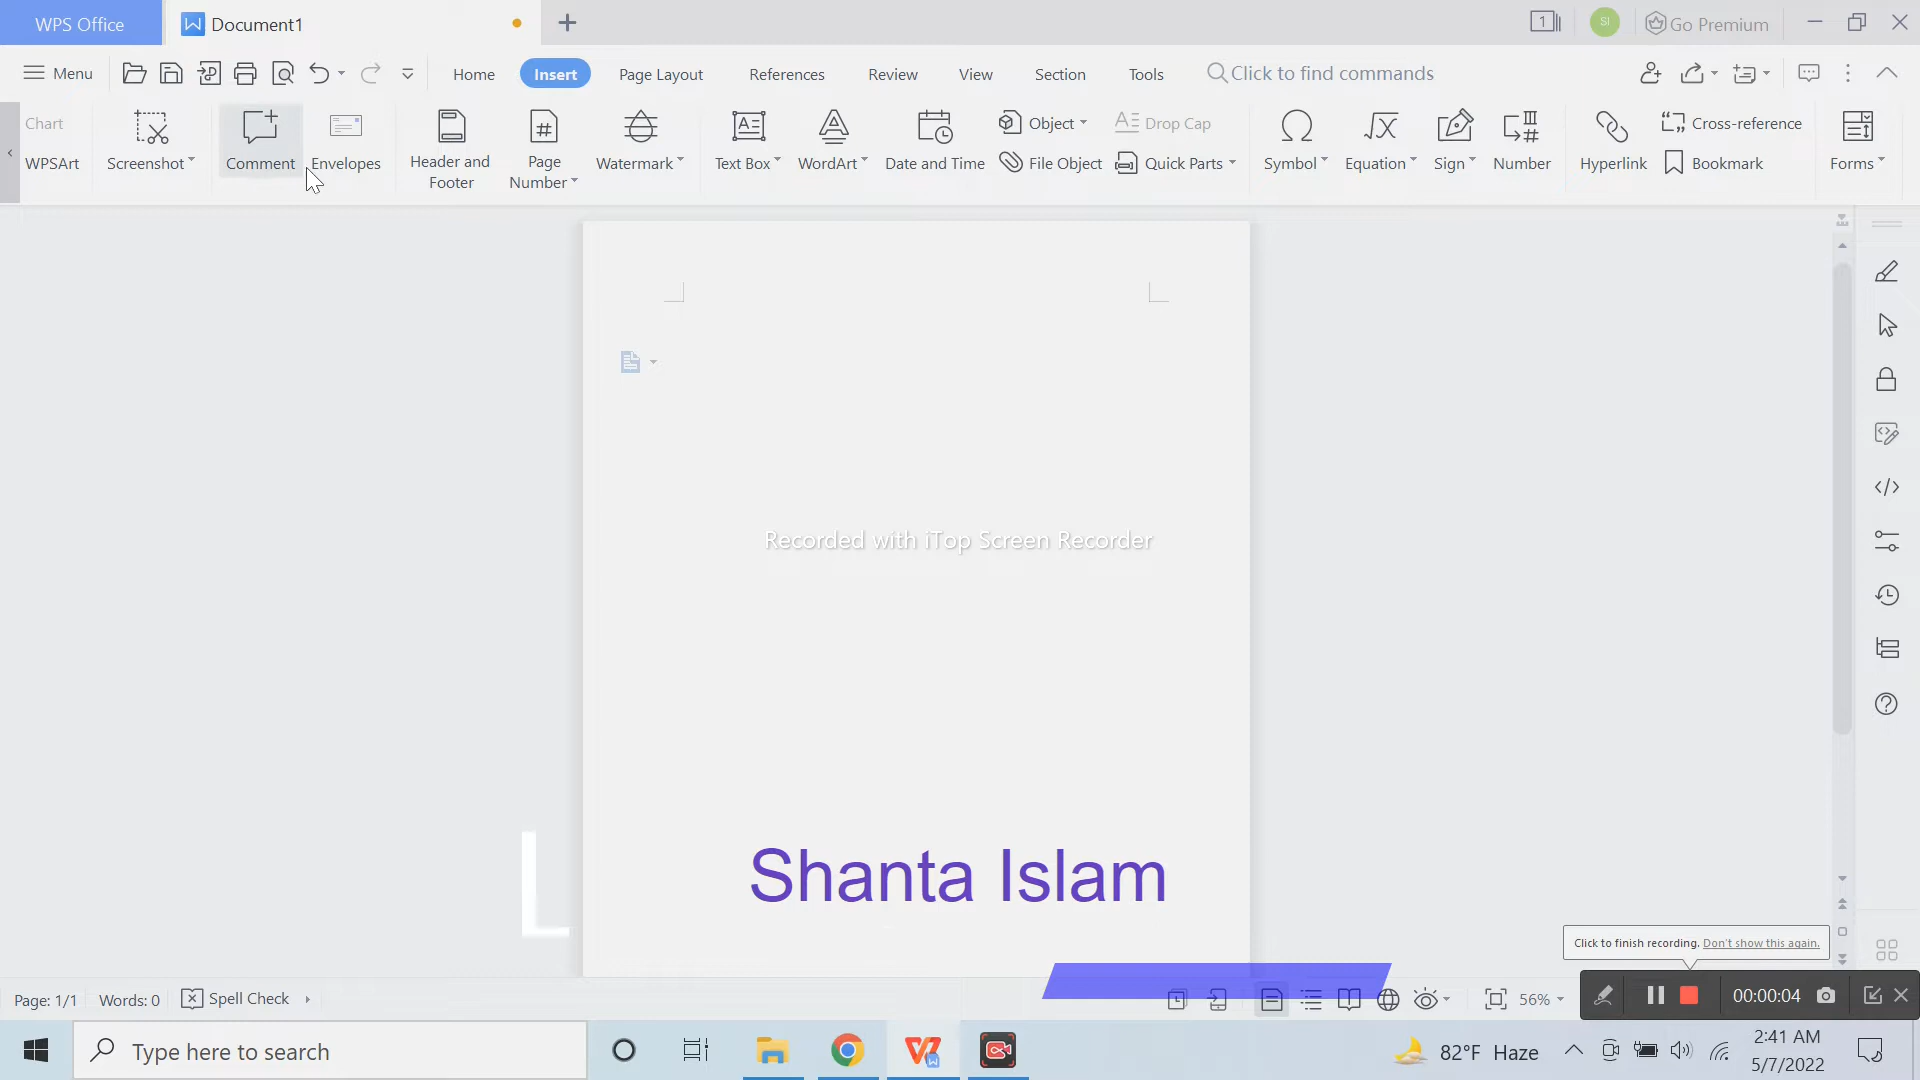 WPS Office
Document1
1
SI
Go Premium
Menu
Home
Insert
Page Layout
References
Review
View
Section
Tools
Click to find commands
Chart
WPSArt
Screenshot
Comment
Envelopes
Header and
Footer
Page
Number
Watermark
Text Box
WordArt
Date and Time
Object
File Object
Drop Cap
Quick Parts
Symbol
Equation
Sign
Number
Hyperlink
Cross-reference
Bookmark
Forms
Recorded with iTop Screen Recorder
L
Shanta Islam
Click to finish recording. Don't show this again.
Page: 1/1
Words: 0
Spell Check
56%
00:00:04
Type here to search
82°F Haze
2:41 AM
5/7/2022